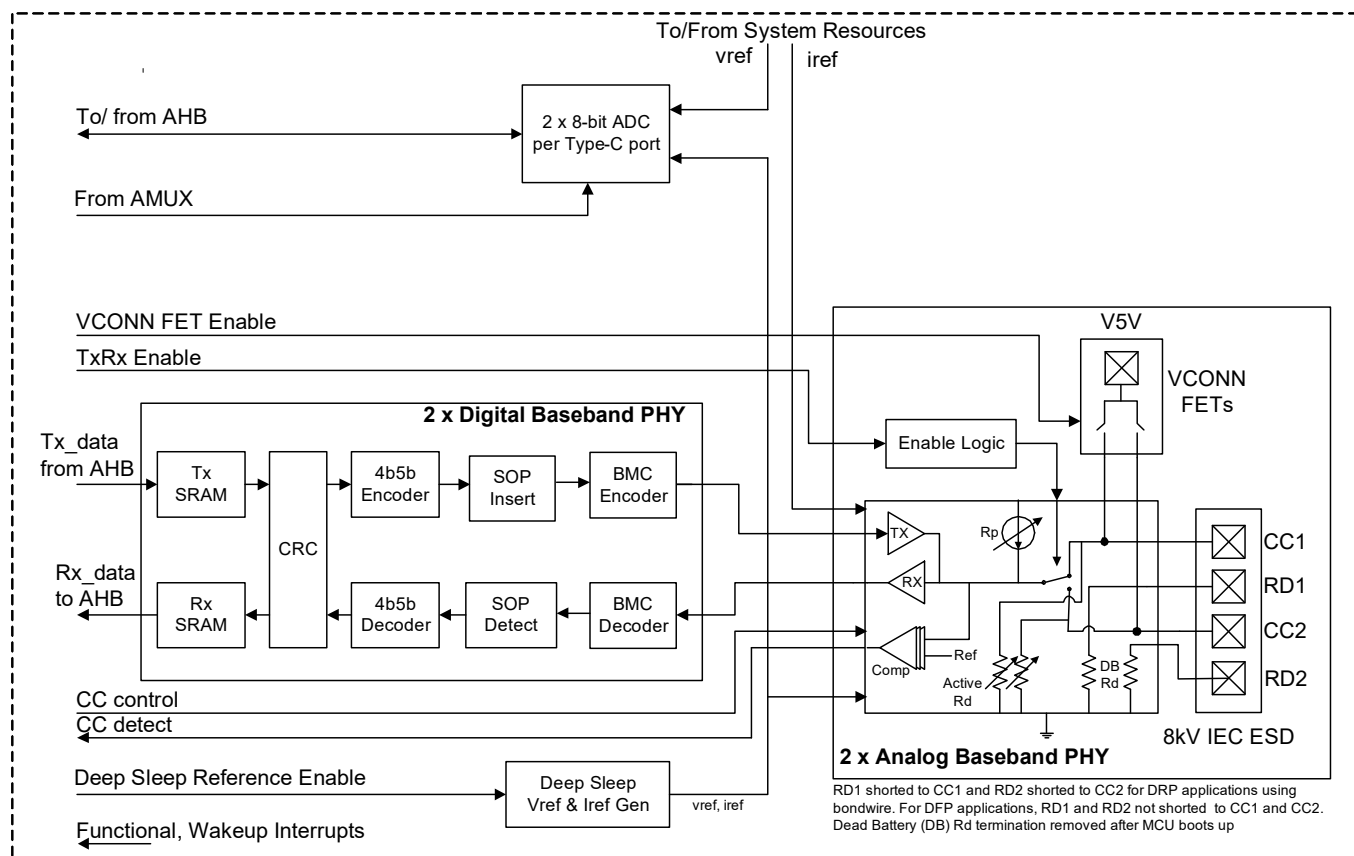 To/From System Resources
vref
iref
To/ from AHB
2 x 8-bit ADC
per Type-C port
From AMUX
VCONN FET Enable
TxRx Enable
V5V
VCONN
FETs
2 x Digital Baseband PHY
Enable Logic
Tx_data
from AHB
Tx
SRAM
CRC
4b5b
Encoder
SOP
Insert
BMC
Encoder
TX
Rp
CC1
Rx_data
to AHB
Rx
SRAM
4b5b
Decoder
SOP
Detect
BMC
Decoder
RX
RD1
CC2
Comp
Ref
Active
Rd
DB
Rd
RD2
CC control
CC detect
8kV IEC ESD
2 x Analog Baseband PHY
Deep Sleep Reference Enable
Deep Sleep
Vref & Iref Gen
vref, iref
RD1 shorted to CC1 and RD2 shorted to CC2 for DRP applications using
bondwire. For DFP applications, RD1 and RD2 not shorted to CC1 and CC2.
Dead Battery (DB) Rd termination removed after MCU boots up
Functional, Wakeup Interrupts